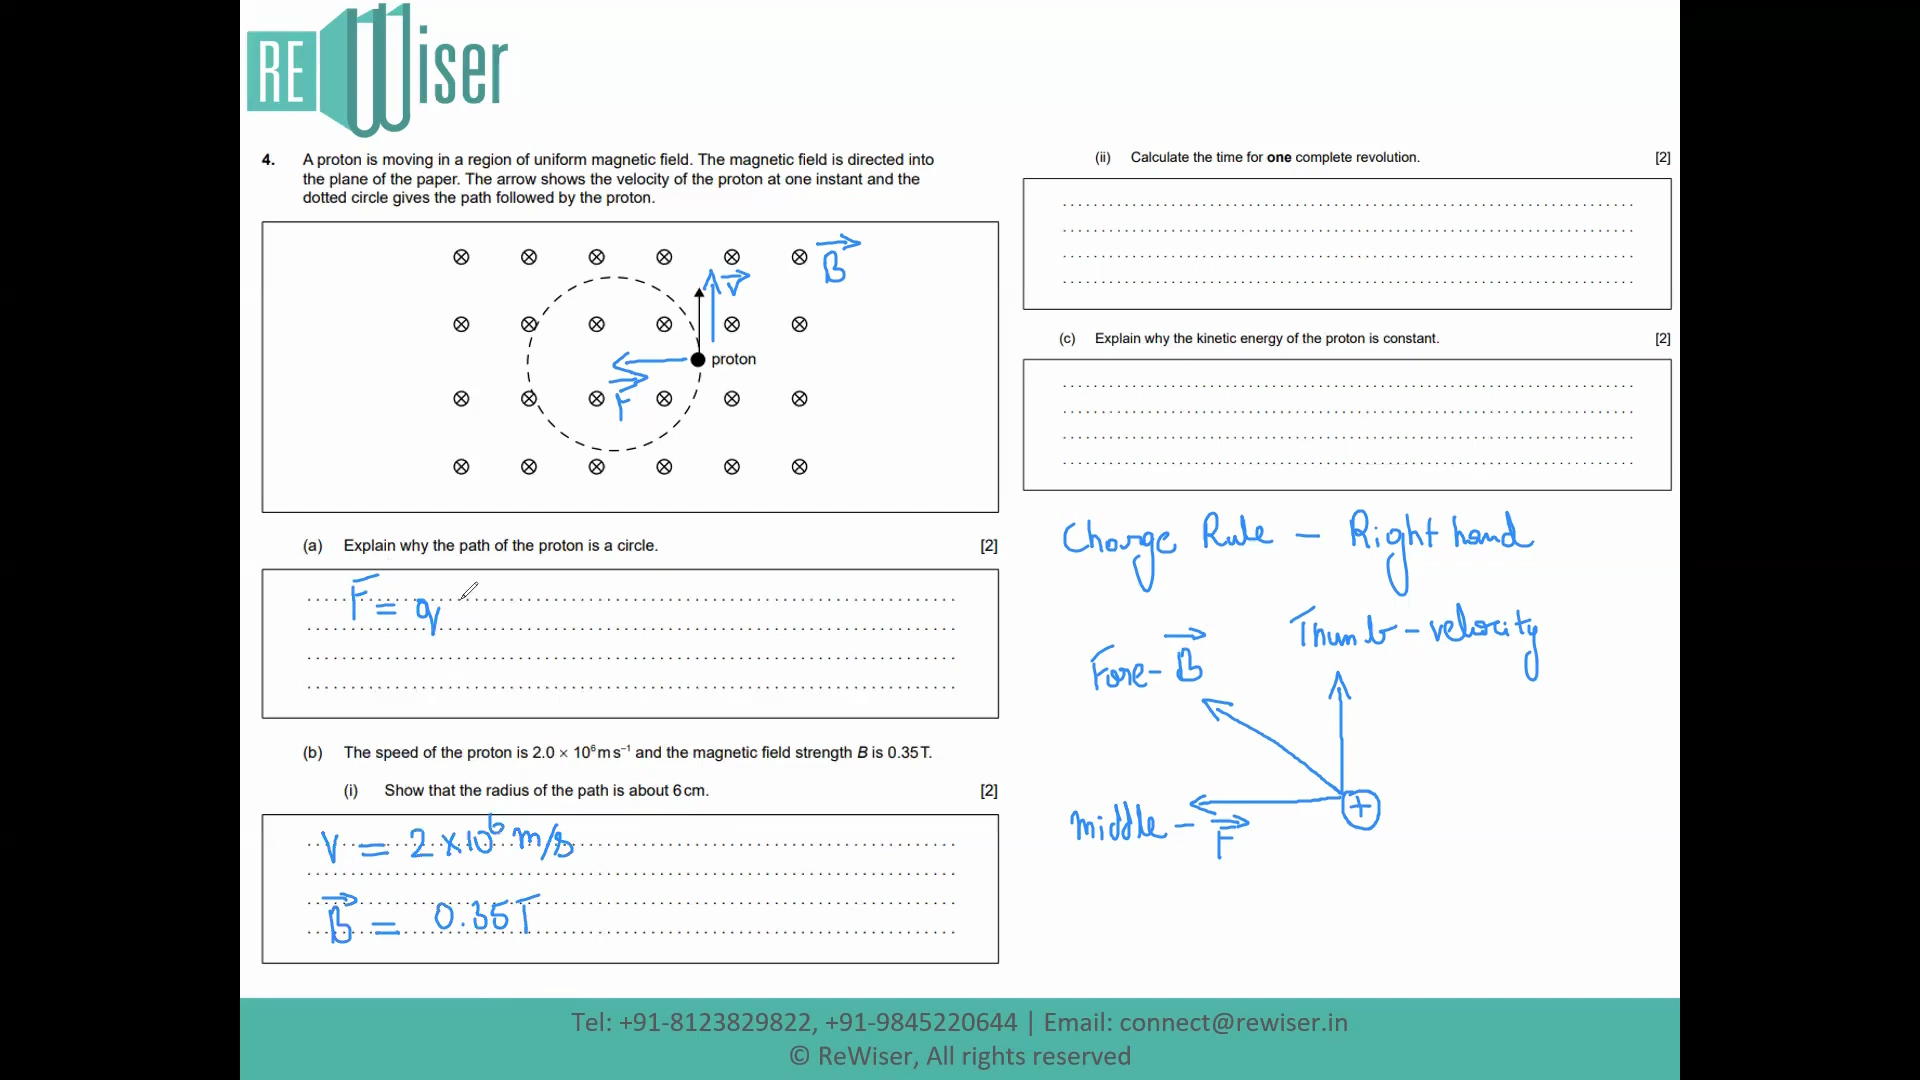 REWiser
4. A proton is moving in a region of uniform magnetic field. The magnetic field is directed into
the plane of the paper. The arrow shows the velocity of the proton at one instant and the
dotted circle gives the path followed by the proton.
B
v
proton
F
(a) Explain why the path of the proton is a circle. [2]
F = q
(b) The speed of the proton is 2.0 × 10⁶ m s⁻¹ and the magnetic field strength B is 0.35 T.
(i) Show that the radius of the path is about 6 cm. [2]
V = 2 × 10⁶ m/s
B = 0.35T
(ii) Calculate the time for one complete revolution. [2]
(c) Explain why the kinetic energy of the proton is constant. [2]
Charge Rule – Right hand
Thumb – velocity
Fore – B
+
middle – F
Tel: +91-8123829822, +91-9845220644 | Email: connect@rewiser.in
© ReWiser, All rights reserved